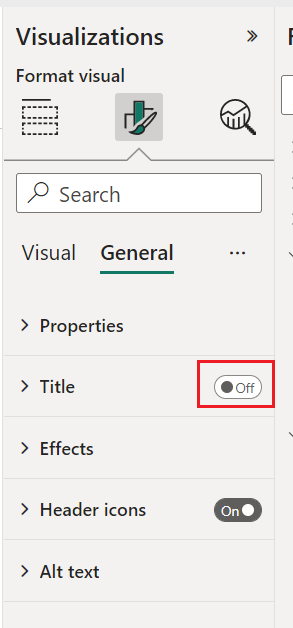 Visualizations »
Format visual
Search
Visual General ...
Properties
Title Off
Effects
Header icons On
Alt text